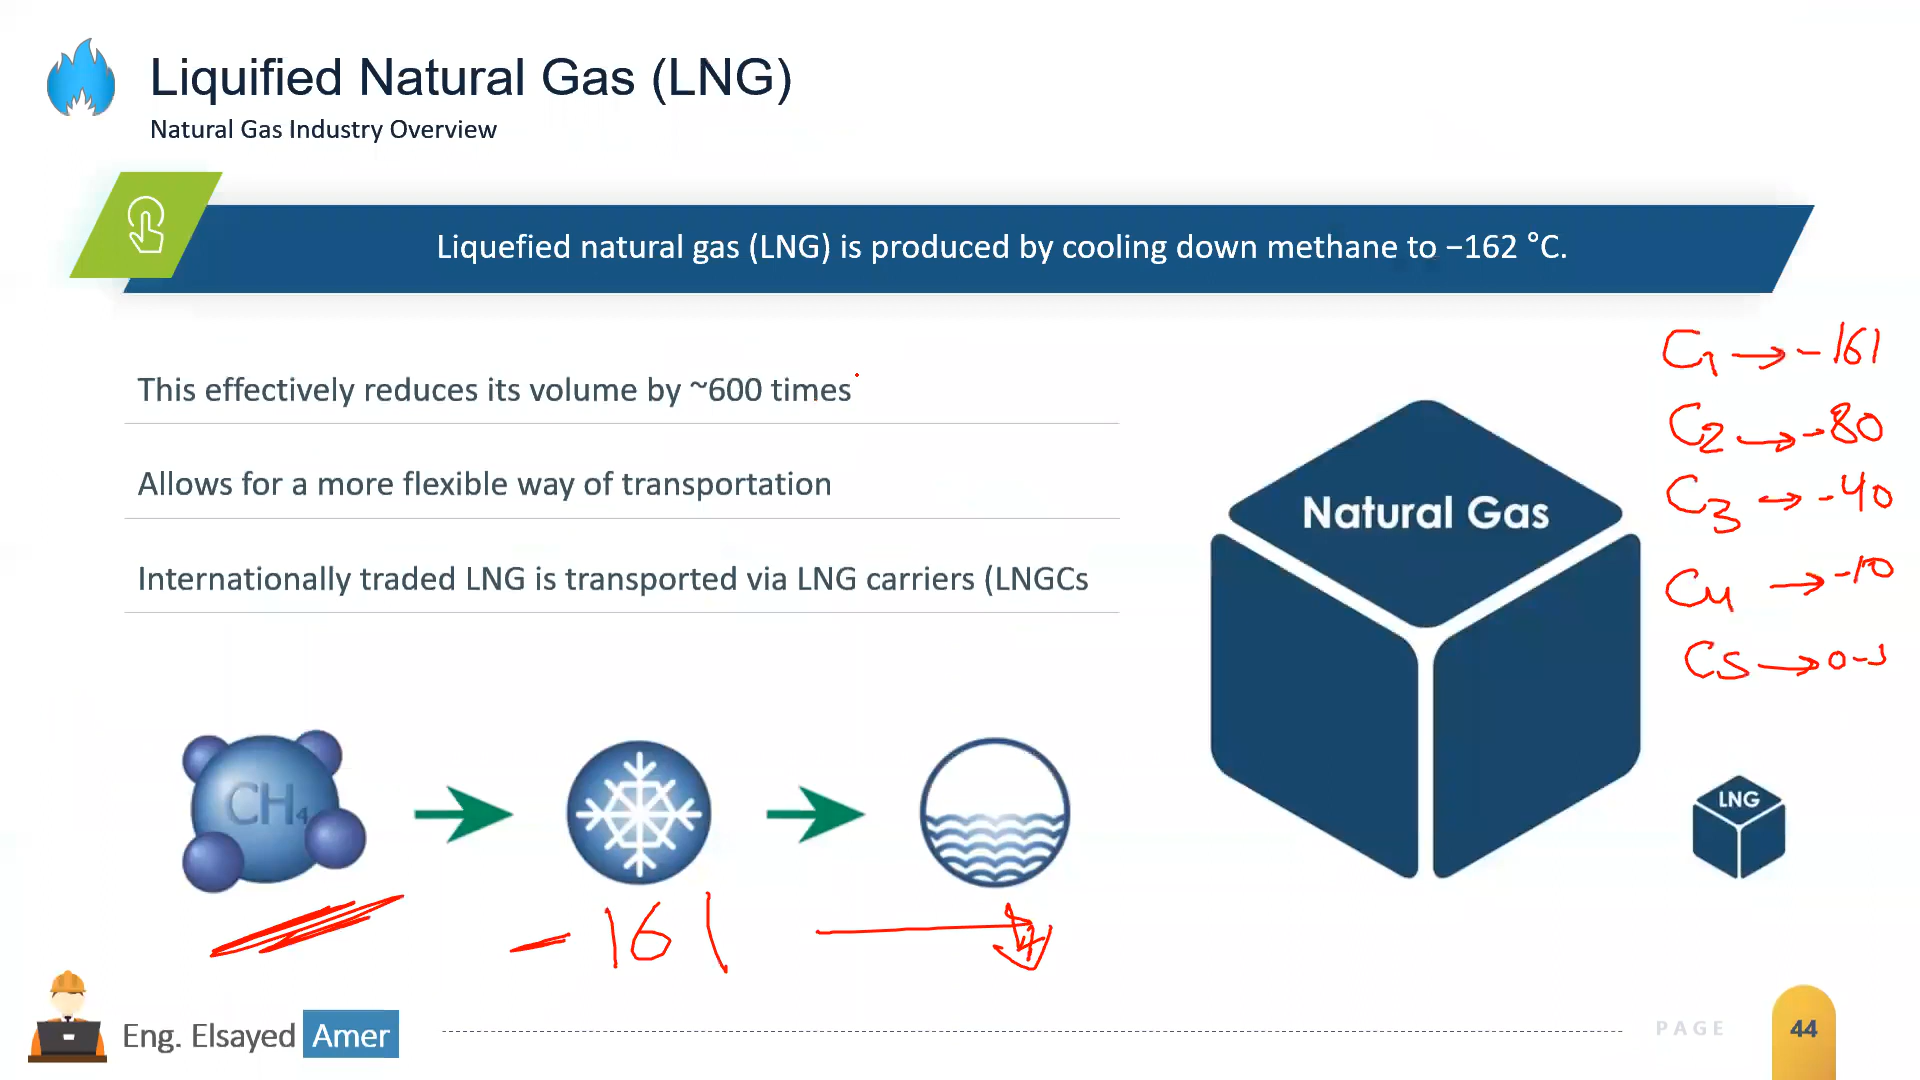 Liquified Natural Gas (LNG)
Natural Gas Industry Overview
Liquefied natural gas (LNG) is produced by cooling down methane to −162 °C.
This effectively reduces its volume by ~600 times
Allows for a more flexible way of transportation
Internationally traded LNG is transported via LNG carriers (LNGCs
Natural Gas
C1 → -161
C2 → -80
C3 → -40
C4 → -10
C5 →
CH4
LNG
-161
Eng. Elsayed Amer
PAGE
44